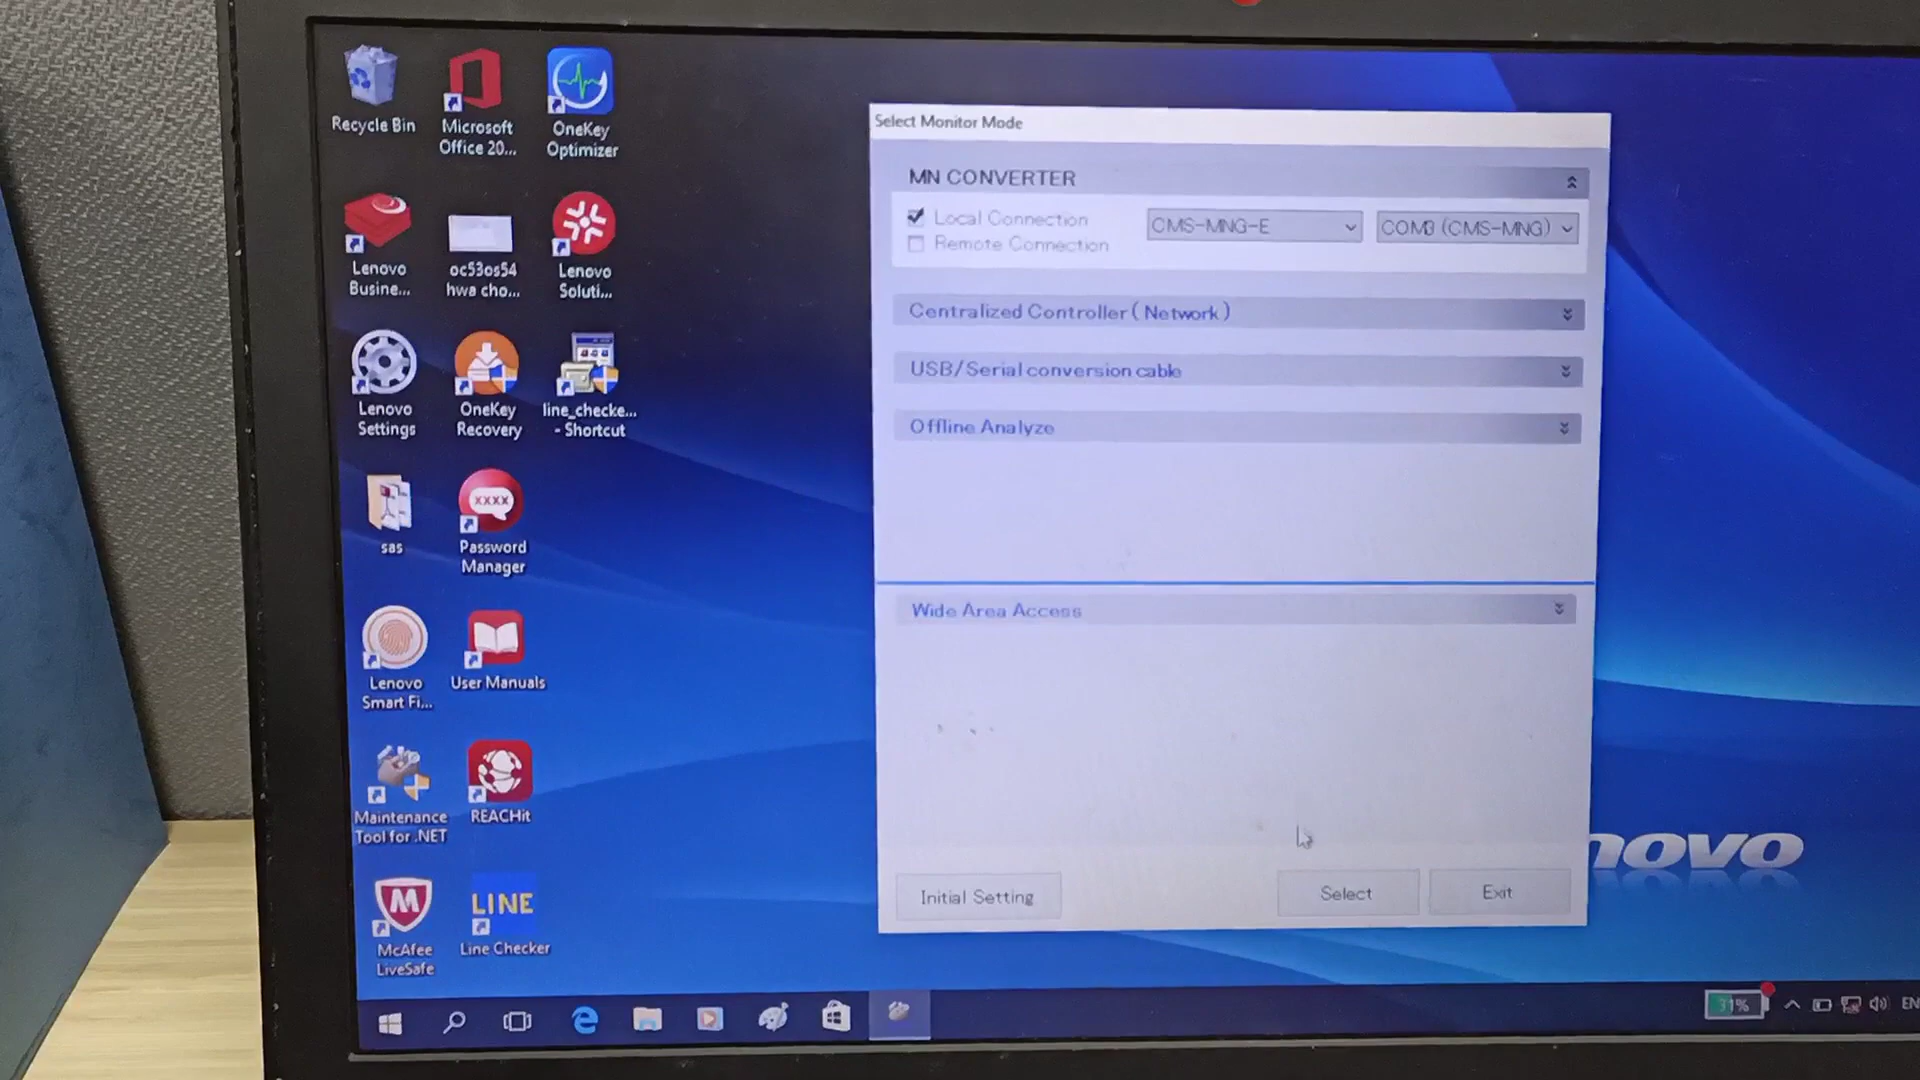 Recycle Bin
Microsoft
Office 20...
OneKey
Optimizer
Lenovo
Busine...
oc53os54
hwa cho...
Lenovo
Soluti...
Lenovo
Settings
OneKey
Recovery
line_checke...
- Shortcut
sas
xxxx
Password
Manager
Lenovo
Smart Fi...
User Manuals
Maintenance
Tool for .NET
REACHit
McAfee
LiveSafe
LINE
Line Checker
Select Monitor Mode
MN CONVERTER
Local Connection
Remote Connection
CMS-MNG-E
COM3 (CMS-MNG)
Centralized Controller ( Network )
USB/Serial conversion cable
Offline Analyze
Wide Area Access
Initial Setting
Select
Exit
novo
31%
EN